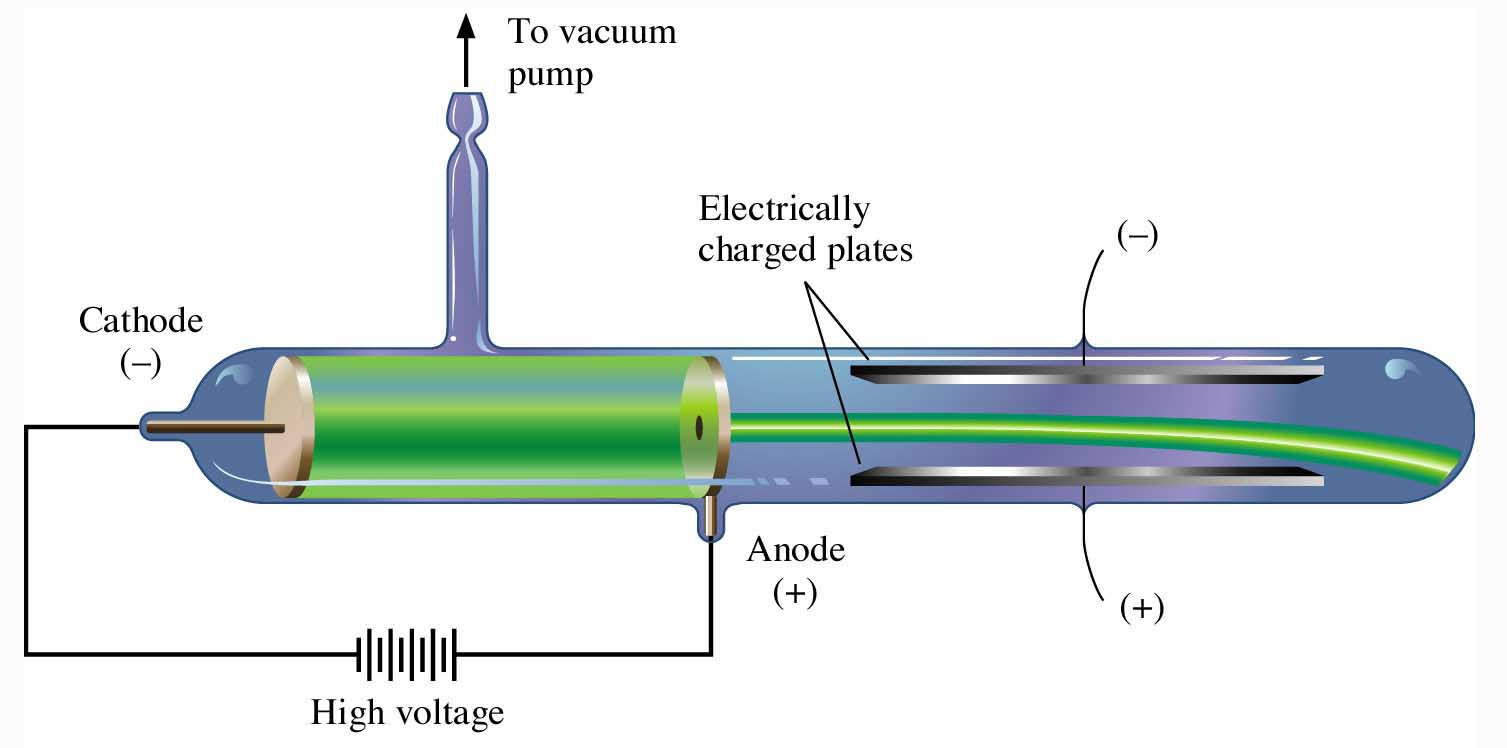 To vacuum
pump
Electrically
charged plates
(–)
Cathode
(–)
Anode
(+)
(+)
High voltage